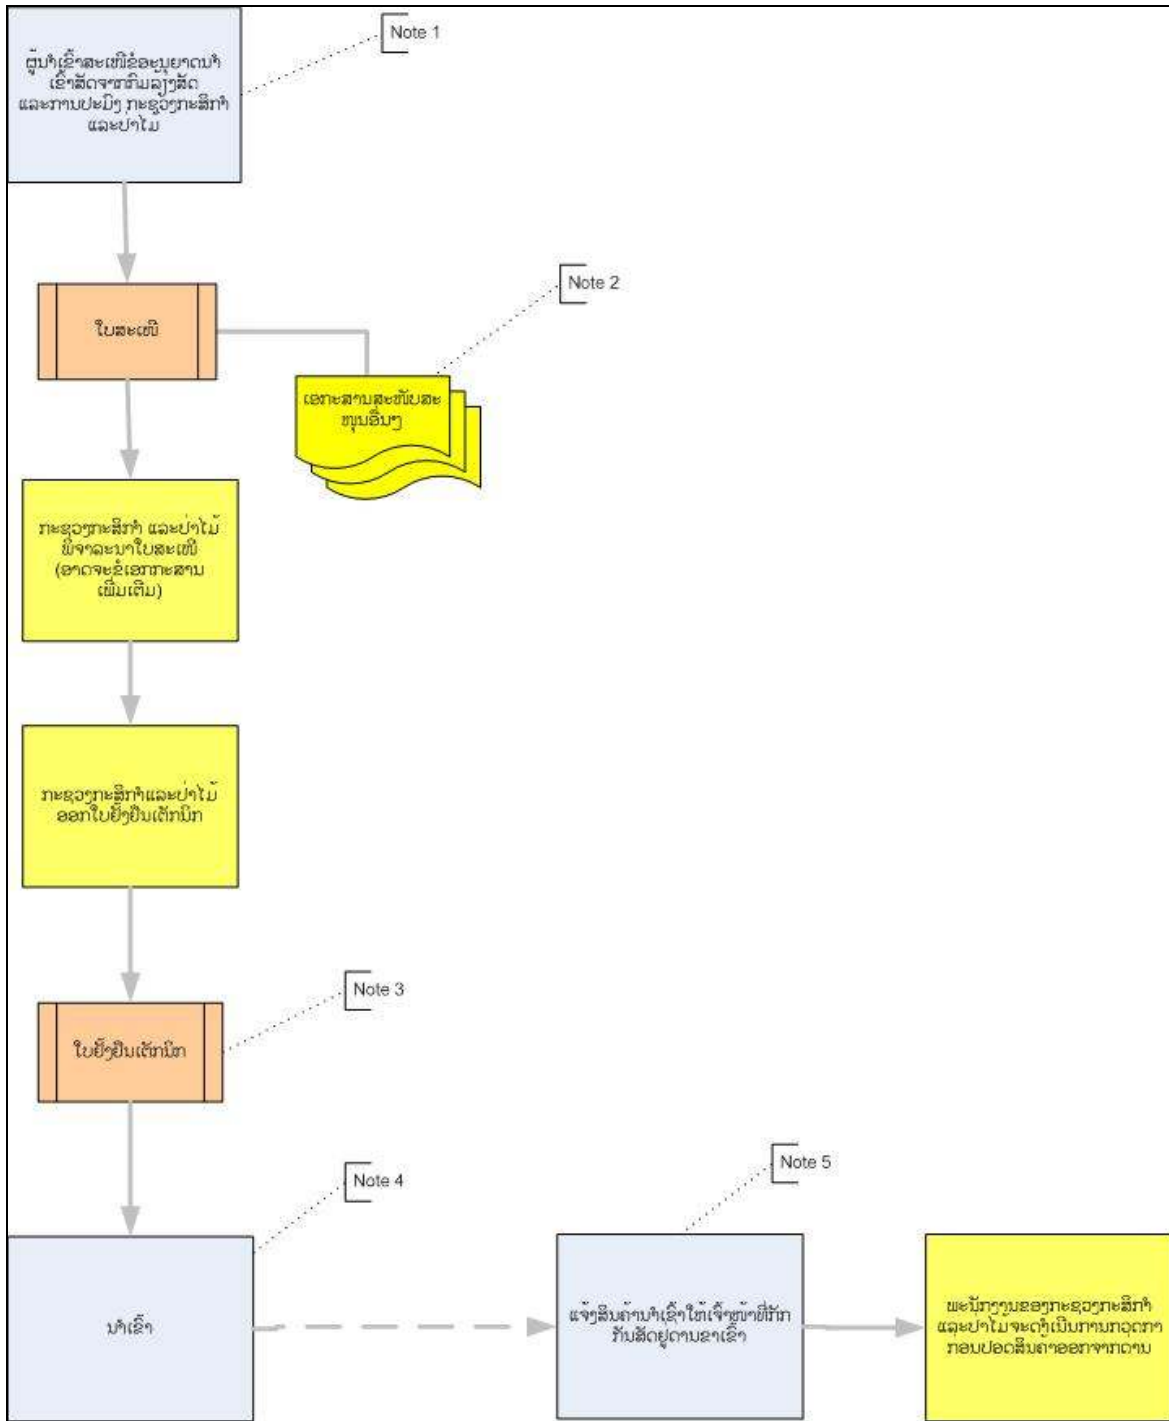 ຜູ້ນຳເຂົ້າສະເໜີຂໍອະນຸຍາດນຳ
ເຂົ້າສັດຈາກກົມລ້ຽງສັດ
ແລະການປະມົງ ກະຊວງກະສິກຳ
ແລະປ່າໄມ້
Note 1
ໃບສະເໜີ
Note 2
ເອກະສານສະໜັບສະ
ໜຸນອື່ນໆ
ກະຊວງກະສິກຳ ແລະປ່າໄມ້
ພິຈາລະນາໃບສະເໜີ
(ອາດຈະຂໍເອກກະສານ
ເພີ່ມເຕີມ)
ກະຊວງກະສິກຳແລະປ່າໄມ້
ອອກໃບຢັ້ງຢືນເຕັກນິກ
Note 3
ໃບຢັ້ງຢືນເຕັກນິກ
Note 4
ນຳເຂົ້າ
Note 5
ແຈ້ງສິນຄ້ານຳເຂົ້າໃຫ້ເຈົ້າໜ້າທີ່ກັກ
ກັນສັດຢູ່ດ່ານຂາເຂົ້າ
ພະນັກງານຂອງກະຊວງກະສິກຳ
ແລະປ່າໄມ້ຈະດຳເນີນການກວດກາ
ກ່ອນປ່ອດສິນຄ້າອອກຈາກດ່ານ